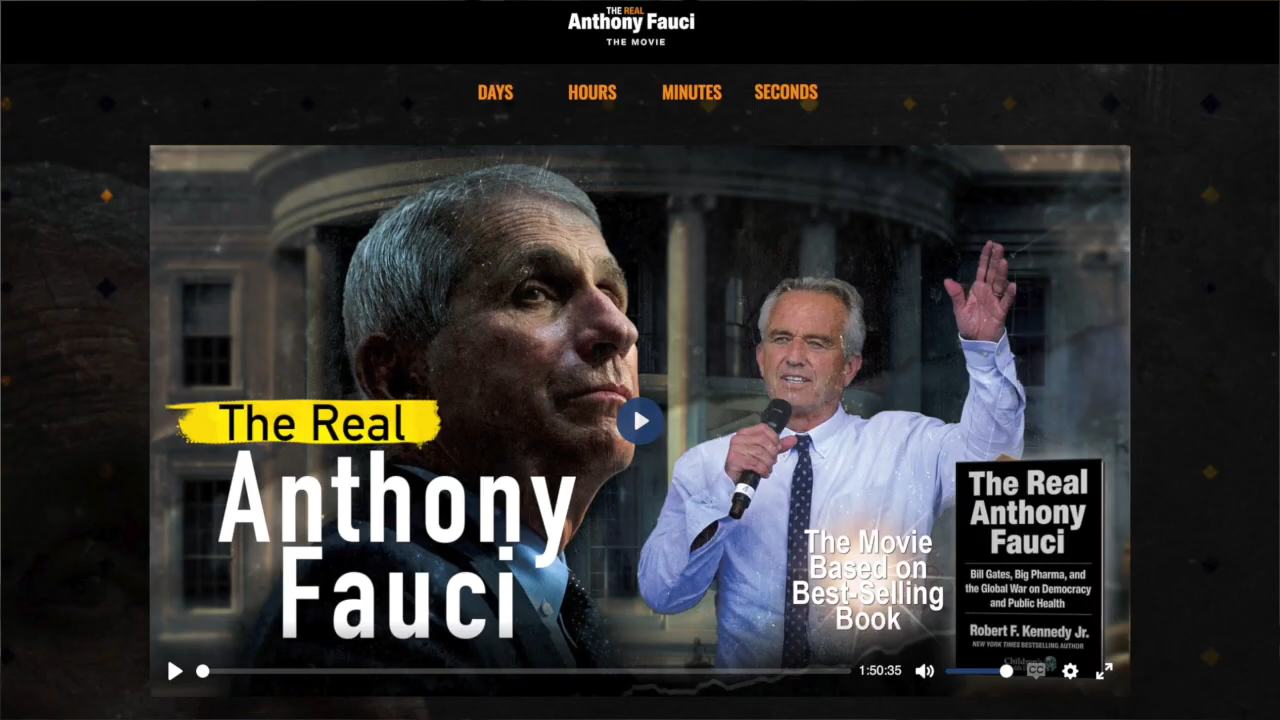 THE REAL
Anthony Fauci
THE MOVIE
DAYS HOURS MINUTES SECONDS
The Real
Anthony
Fauci
The Movie
Based on
Best-Selling
Book
The Real
Anthony
Fauci
Bill Gates, Big Pharma, and
the Global War on Democracy
and Public Health
Robert F. Kennedy Jr.
NEW YORK TIMES BESTSELLING AUTHOR
Children's
1:50:35
CC